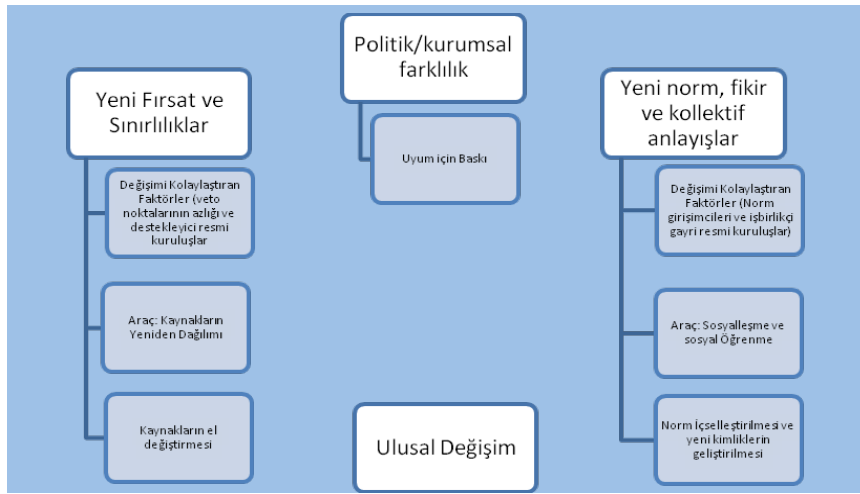 Politik/kurumsal
farklılık
Uyum için Baskı
Yeni Fırsat ve
Sınırlılıklar
Değişimi Kolaylaştıran
Faktörler (veto
noktalarının azlığı ve
destekleyici resmi
kuruluşlar
Araç: Kaynakların
Yeniden Dağılımı
Kaynakların el
değiştirmesi
Yeni norm, fikir
ve kollektif
anlayışlar
Değişimi Kolaylaştıran
Faktörler (Norm
girişimcileri ve işbirlikçi
gayri resmi kuruluşlar)
Araç: Sosyalleşme ve
sosyal Öğrenme
Norm İçselleştirilmesi ve
yeni kimliklerin
geliştirilmesi
Ulusal Değişim